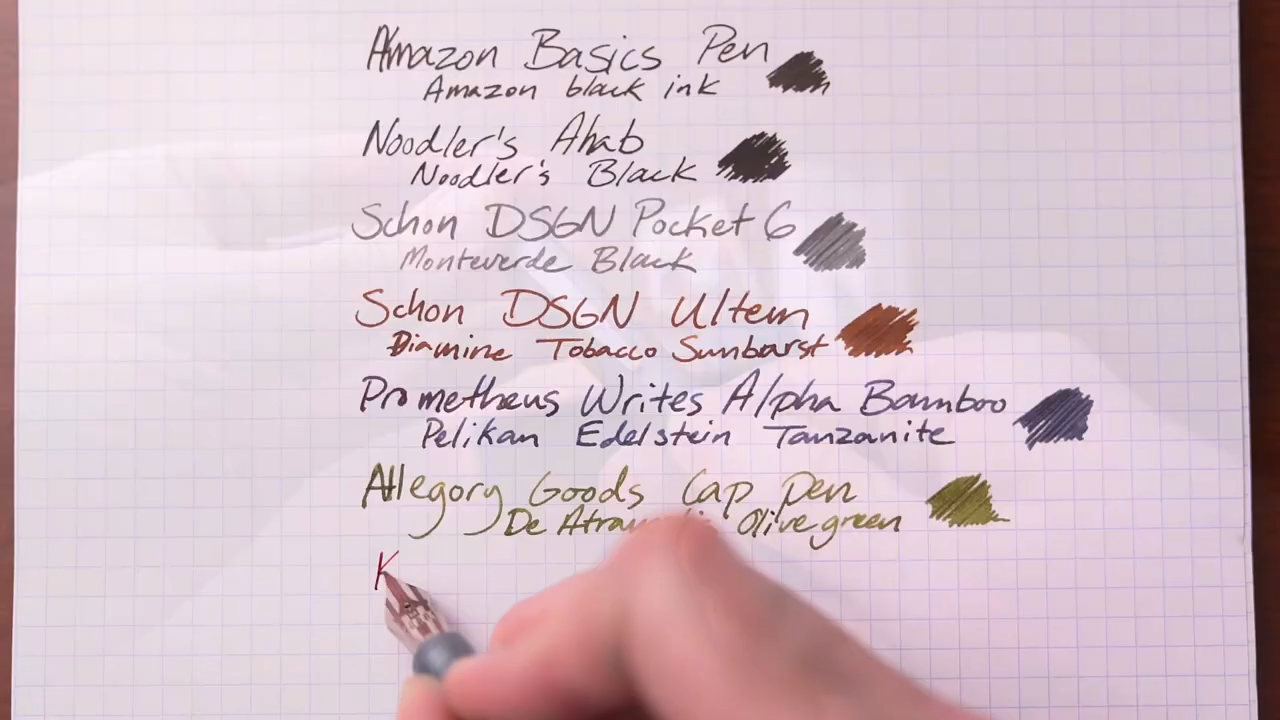 Amazon Basics Pen
Amazon black ink
Noodler's Ahab
Noodler's Black
Schon DSGN Pocket 6
Monteverde Black
Schon DSGN Ultem
Diamine Tobacco Sunburst
Prometheus Writes Alpha Bamboo
Pelikan Edelstein Tanzanite
Allegory Goods Cap Pen
De Olive green
K